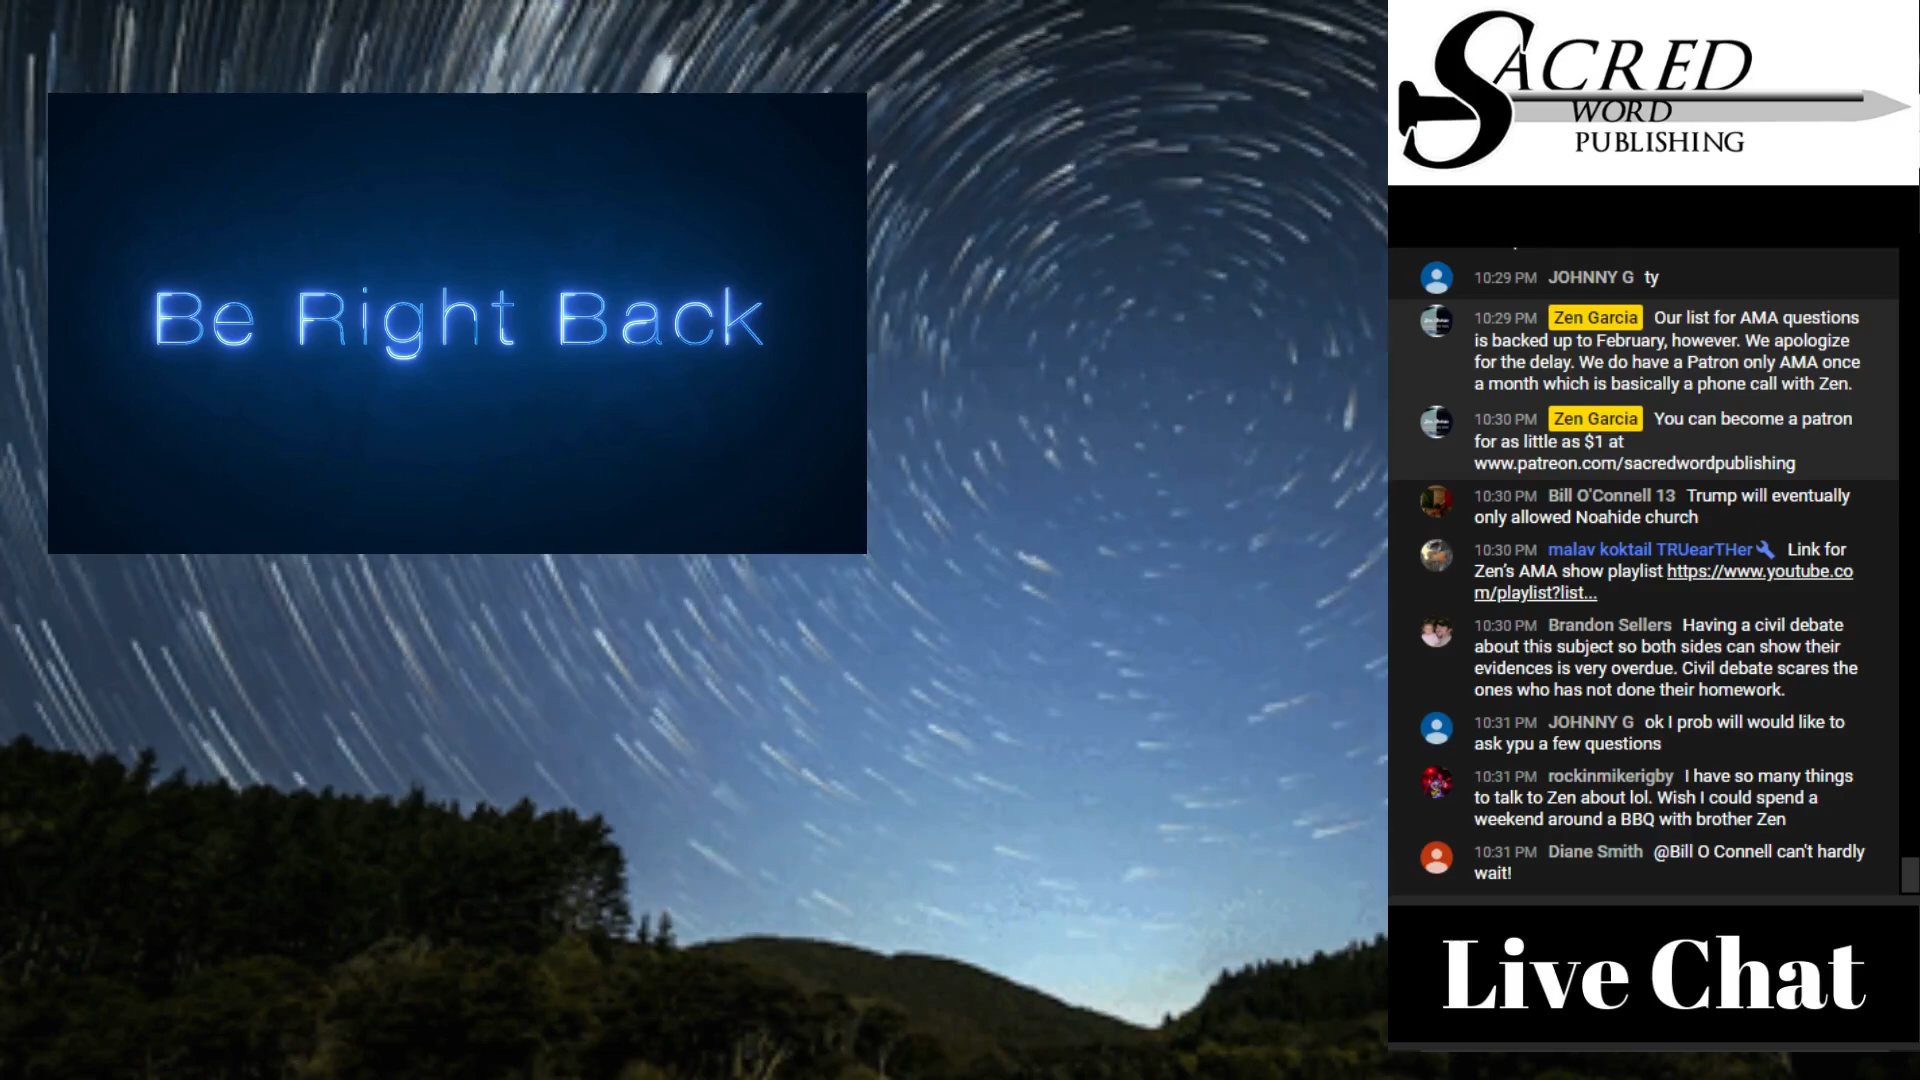 Be Right Back
SACRED
WORD
PUBLISHING
10:29 PM JOHNNY G ty
10:29 PM Zen Garcia Our list for AMA questions
is backed up to February, however. We apologize
for the delay. We do have a Patron only AMA once
a month which is basically a phone call with Zen.
10:30 PM Zen Garcia You can become a patron
for as little as $1 at
www.patreon.com/sacredwordpublishing
10:30 PM Bill O'Connell 13 Trump will eventually
only allowed Noahide church
10:30 PM malav koktail TRUearTHer Link for
Zen's AMA show playlist https://www.youtube.co
m/playlist?list...
10:30 PM Brandon Sellers Having a civil debate
about this subject so both sides can show their
evidences is very overdue. Civil debate scares the
ones who has not done their homework.
10:31 PM JOHNNY G ok I prob will would like to
ask ypu a few questions
10:31 PM rockinmikerigby I have so many things
to talk to Zen about lol. Wish I could spend a
weekend around a BBQ with brother Zen
10:31 PM Diane Smith @Bill O Connell can't hardly
wait!
Live Chat